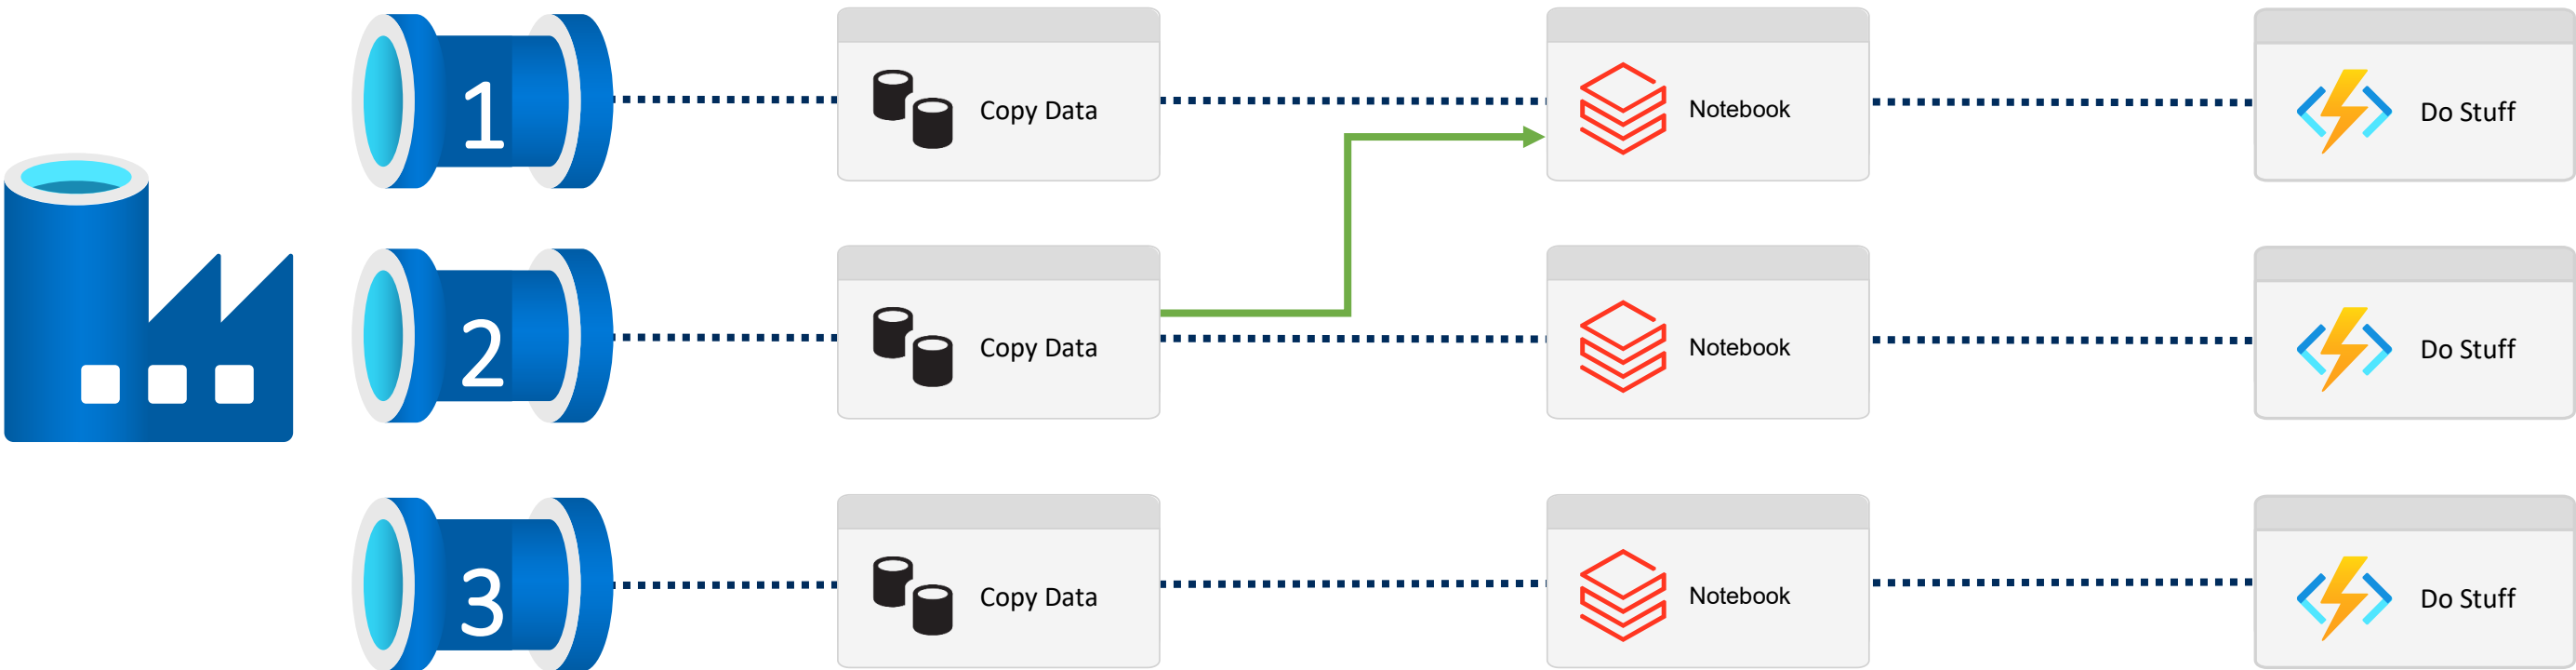 1
Copy Data
Notebook
Do Stuff
2
Copy Data
Notebook
Do Stuff
3
Copy Data
Notebook
Do Stuff